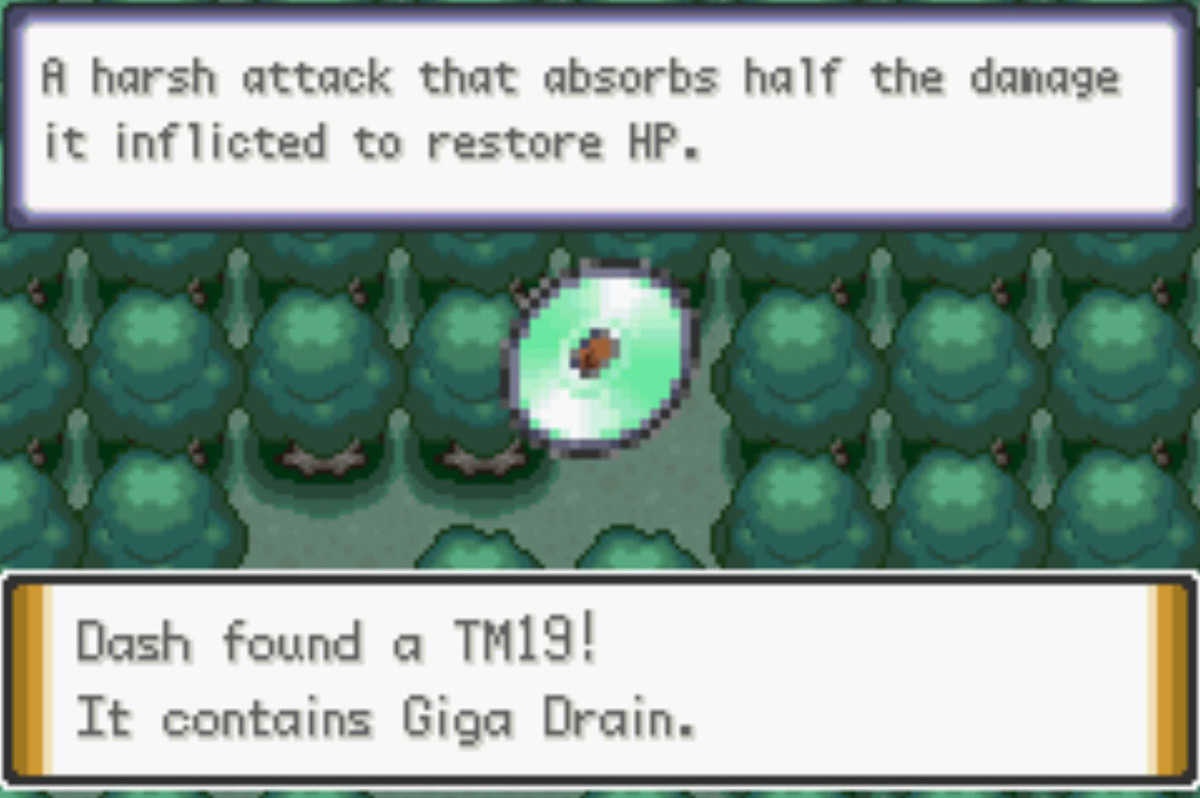 A harsh attack that absorbs half the damage
it inflicted to restore HP.
Dash found a TM19!
It contains Giga Drain.